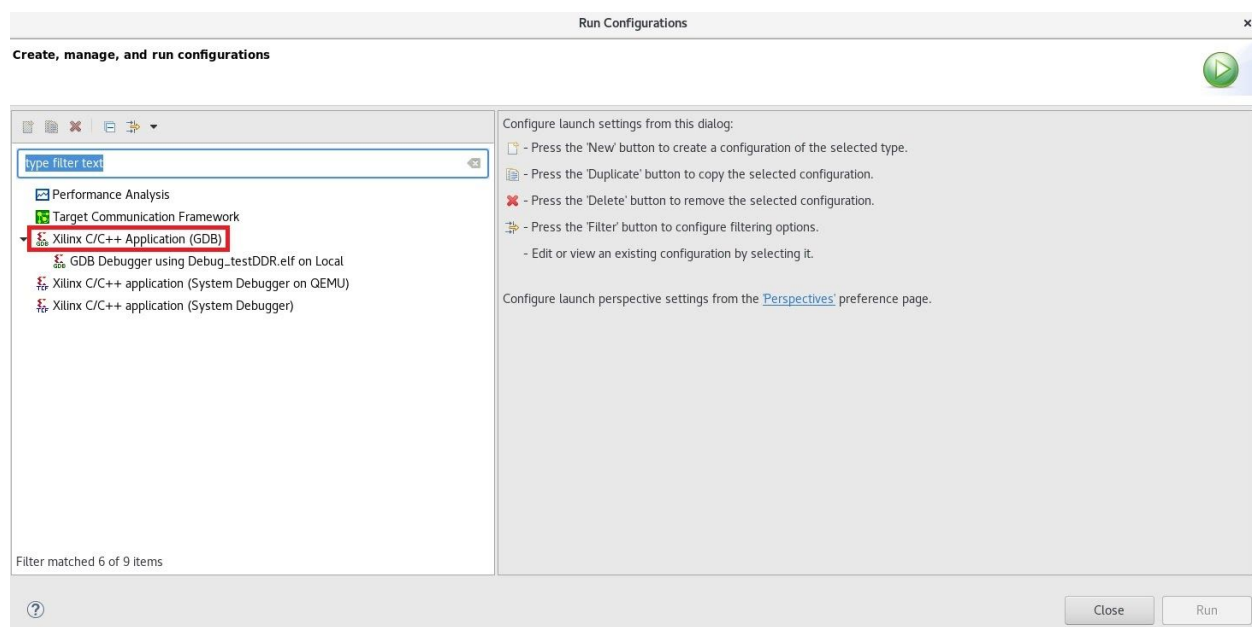 Run Configurations
×
Create, manage, and run configurations
type filter text
Performance Analysis
Target Communication Framework
Xilinx C/C++ Application (GDB)
GDB Debugger using Debug_testDDR.elf on Local
Xilinx C/C++ application (System Debugger on QEMU)
Xilinx C/C++ application (System Debugger)
Filter matched 6 of 9 items
Configure launch settings from this dialog:
- Press the 'New' button to create a configuration of the selected type.
- Press the 'Duplicate' button to copy the selected configuration.
- Press the 'Delete' button to remove the selected configuration.
- Press the 'Filter' button to configure filtering options.
- Edit or view an existing configuration by selecting it.
Configure launch perspective settings from the 'Perspectives' preference page.
?
Close
Run